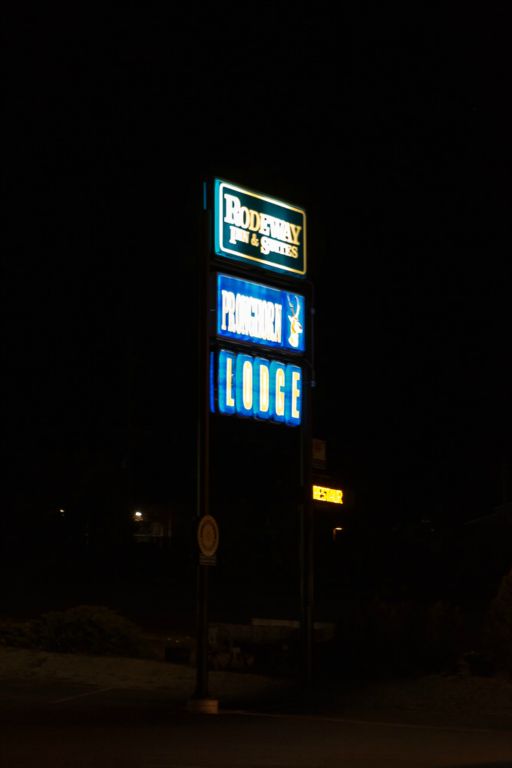 RODEWAY
INN & SUITES
PRONGHORN
LODGE